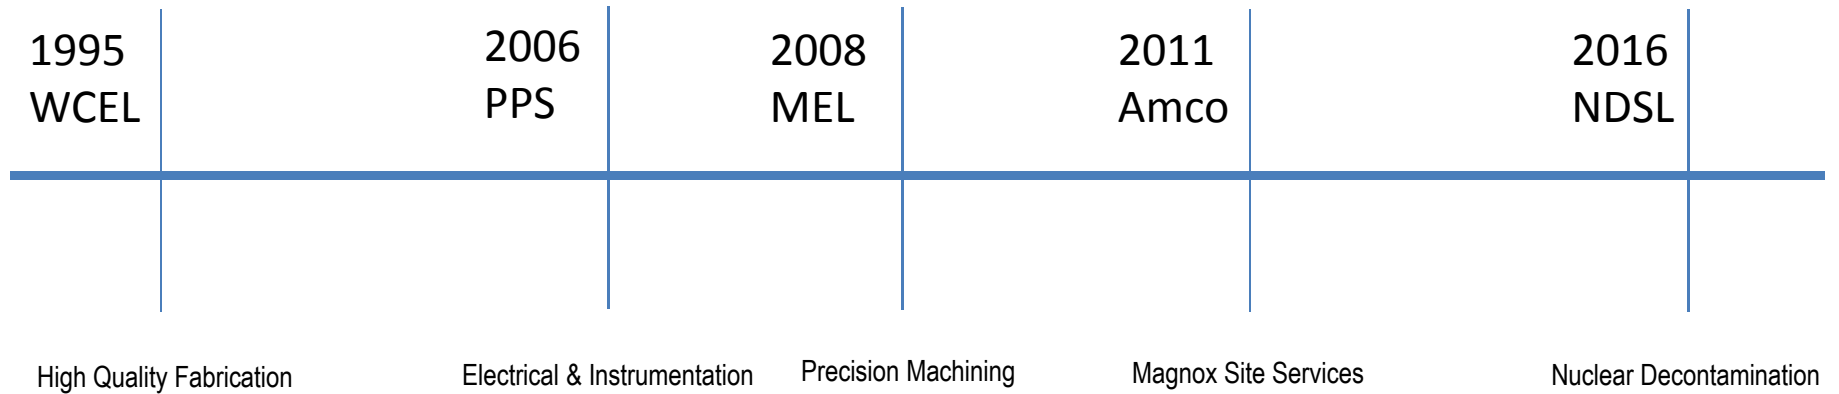 1995
WCEL
2006
PPS
2008
MEL
2011
Amco
2016
NDSL
High Quality Fabrication
Electrical & Instrumentation
Precision Machining
Magnox Site Services
Nuclear Decontamination